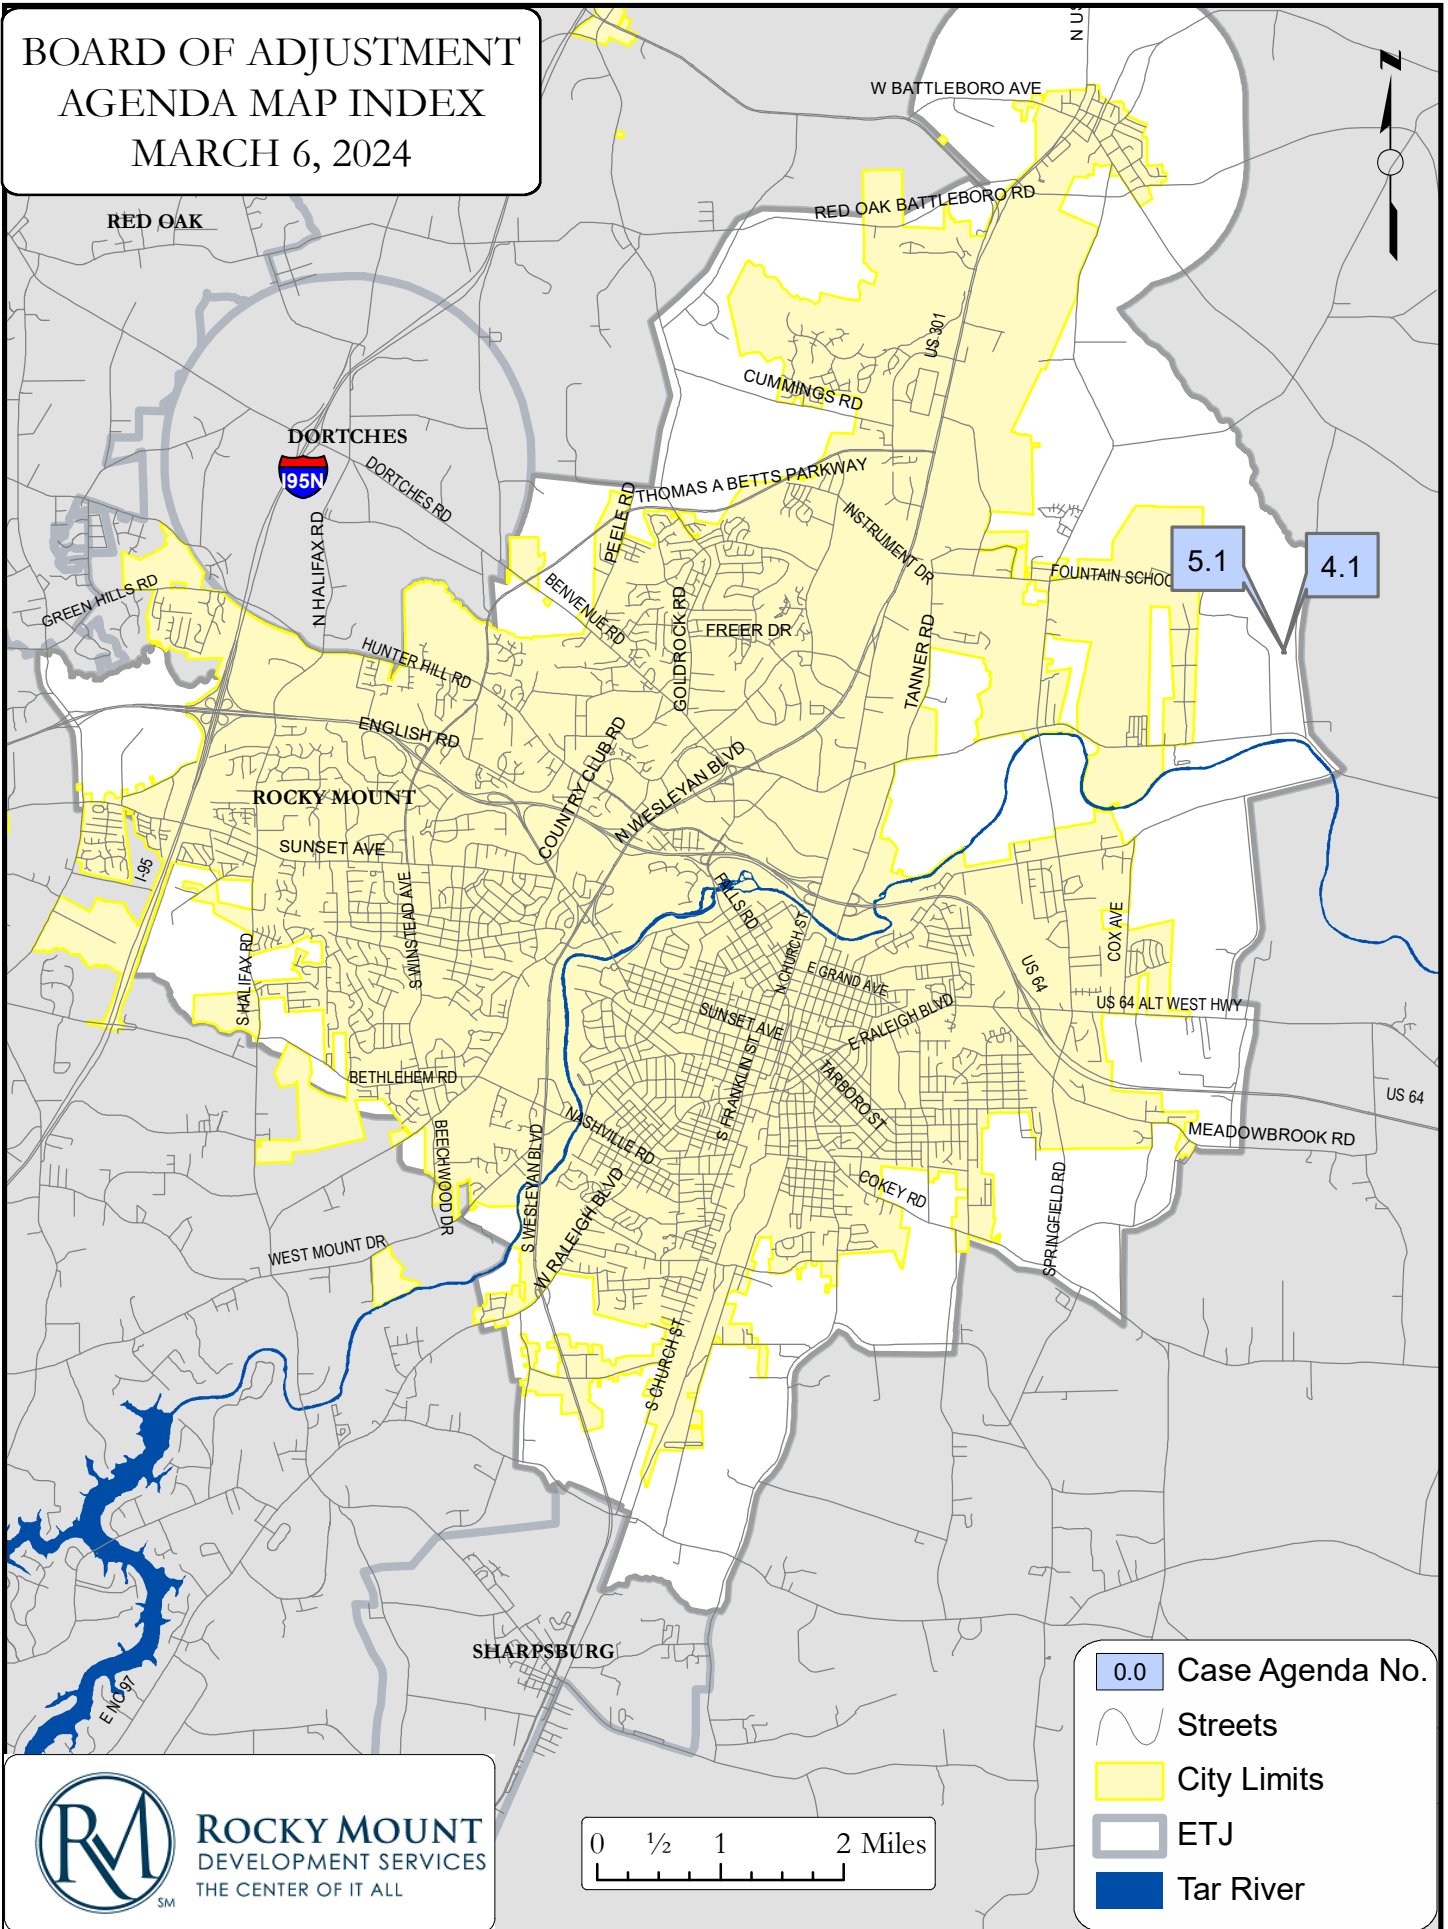 BOARD OF ADJUSTMENT
AGENDA MAP INDEX
MARCH 6, 2024
N US
W BATTLEBORO AVE
RED OAK BATTLEBORO RD
RED OAK
US 301
CUMMINGS RD
DORTCHES
I95N
DORTCHES RD
THOMAS A BETTS PARKWAY
PEELE RD
N HALIFAX RD
INSTRUMENT DR
5.1
4.1
FOUNTAIN SCHOO
GREEN HILLS RD
BENVENUE RD
GOLDROCK RD
FREER DR
TANNER RD
HUNTER HILL RD
ENGLISH RD
COUNTRY CLUB RD
N WESLEYAN BLVD
ROCKY MOUNT
SUNSET AVE
I-95
S WINSTEAD AVE
FALLS RD
N CHURCH ST
COX AVE
S HALIFAX RD
E GRAND AVE
US 64
US 64 ALT WEST HWY
SUNSET AVE
E RALEIGH BLVD
S FRANKLIN ST
TARBORO ST
BETHLEHEM RD
US 64
NASHVILLE RD
BEECHWOOD DR
S WESLEYAN BLVD
MEADOWBROOK RD
COKEY RD
SPRINGFIELD RD
W RALEIGH BLVD
WEST MOUNT DR
S CHURCH ST
SHARPSBURG
E NC 97
0.0 Case Agenda No.
Streets
City Limits
ETJ
Tar River
0 ½ 1 2 Miles
RM
SM
ROCKY MOUNT
DEVELOPMENT SERVICES
THE CENTER OF IT ALL
Z